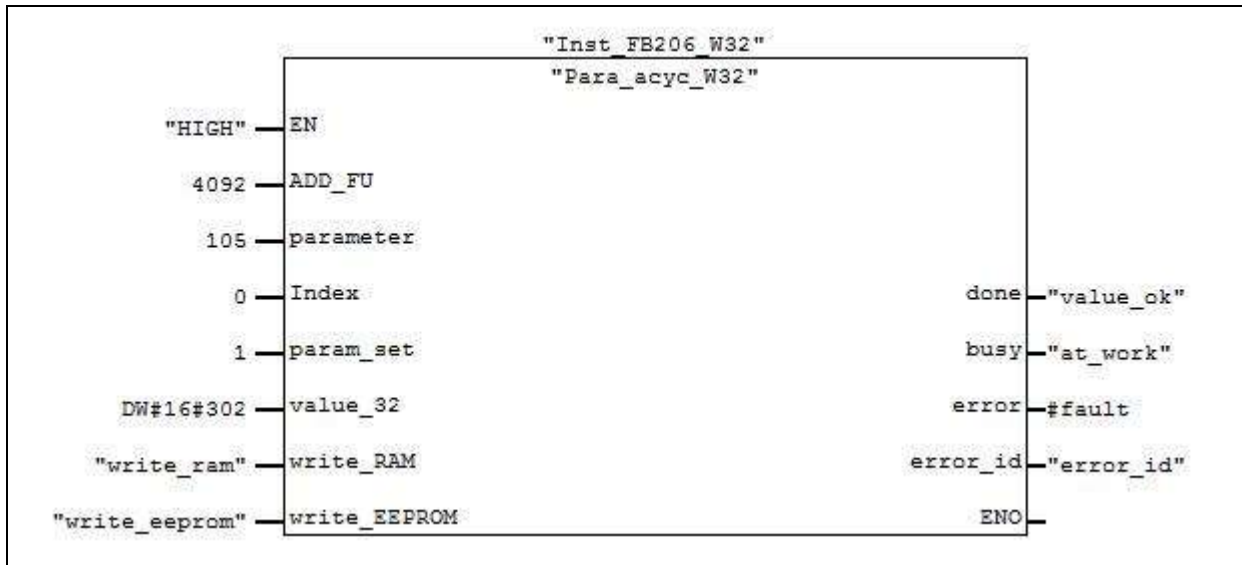 "Inst_FB206_W32"
"Para_acyc_W32"
"HIGH" EN
4092 ADD_FU
105 parameter
0 Index done "value_ok"
1 param_set busy "at_work"
DW#16#302 value_32 error #fault
"write_ram" write_RAM error_id "error_id"
"write_eeprom" write_EEPROM ENO